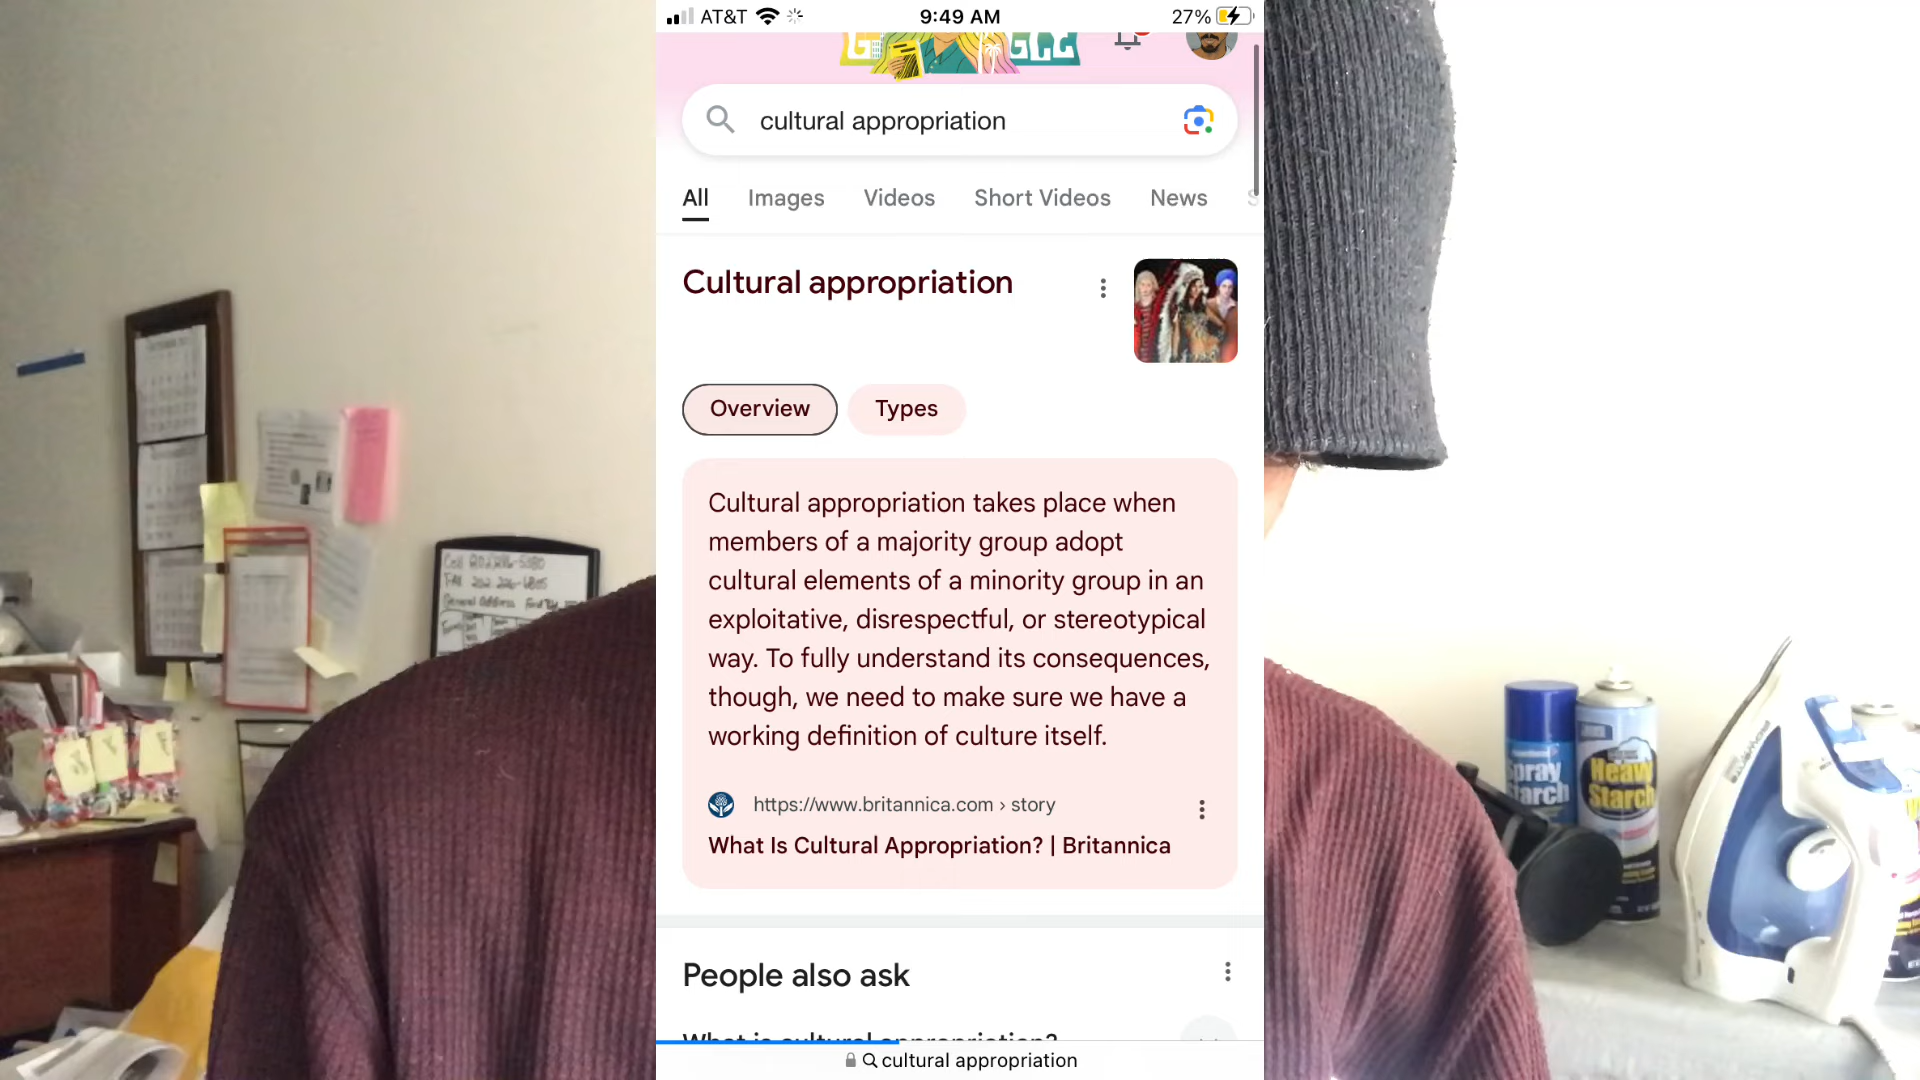 AT&T
9:49 AM
27%
cultural appropriation
All Images Videos Short Videos News
Cultural appropriation
Overview
Types
Cultural appropriation takes place when
members of a majority group adopt
cultural elements of a minority group in an
exploitative, disrespectful, or stereotypical
way. To fully understand its consequences,
though, we need to make sure we have a
working definition of culture itself.
https://www.britannica.com › story
What Is Cultural Appropriation? | Britannica
People also ask
What is cultural appropriation?
cultural appropriation
Spray
Starch
Heavy
Starch